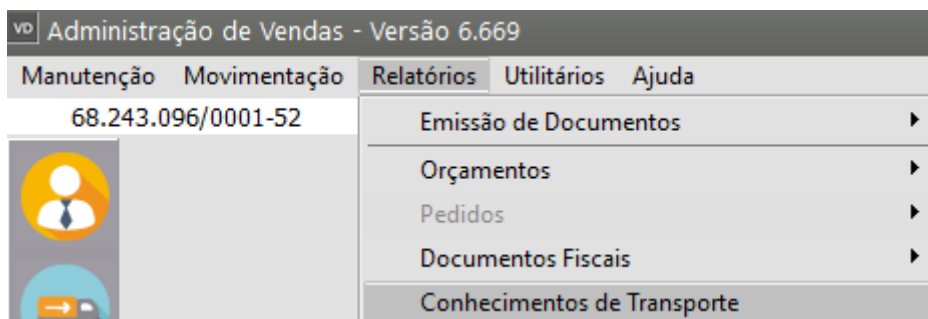 VD Administração de Vendas - Versão 6.669
Manutenção Movimentação Relatórios Utilitários Ajuda
68.243.096/0001-52
Emissão de Documentos
Orçamentos
Pedidos
Documentos Fiscais
Conhecimentos de Transporte